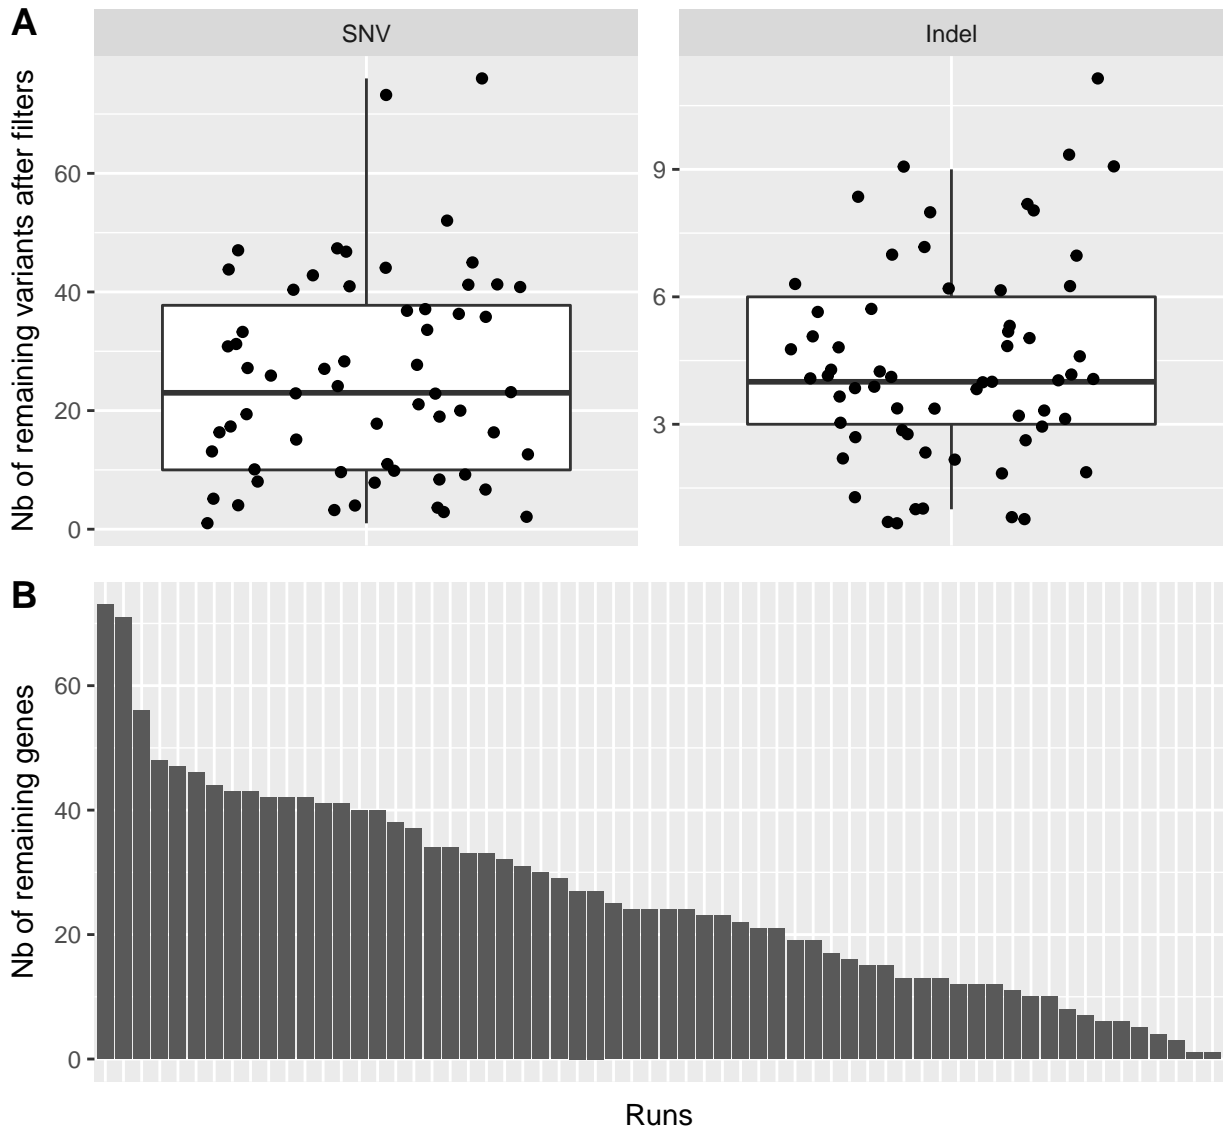 A
SNV
Indel
Nb of remaining variants after filters
60
40
20
0
9
6
3
B
Nb of remaining genes
60
40
20
0
Runs